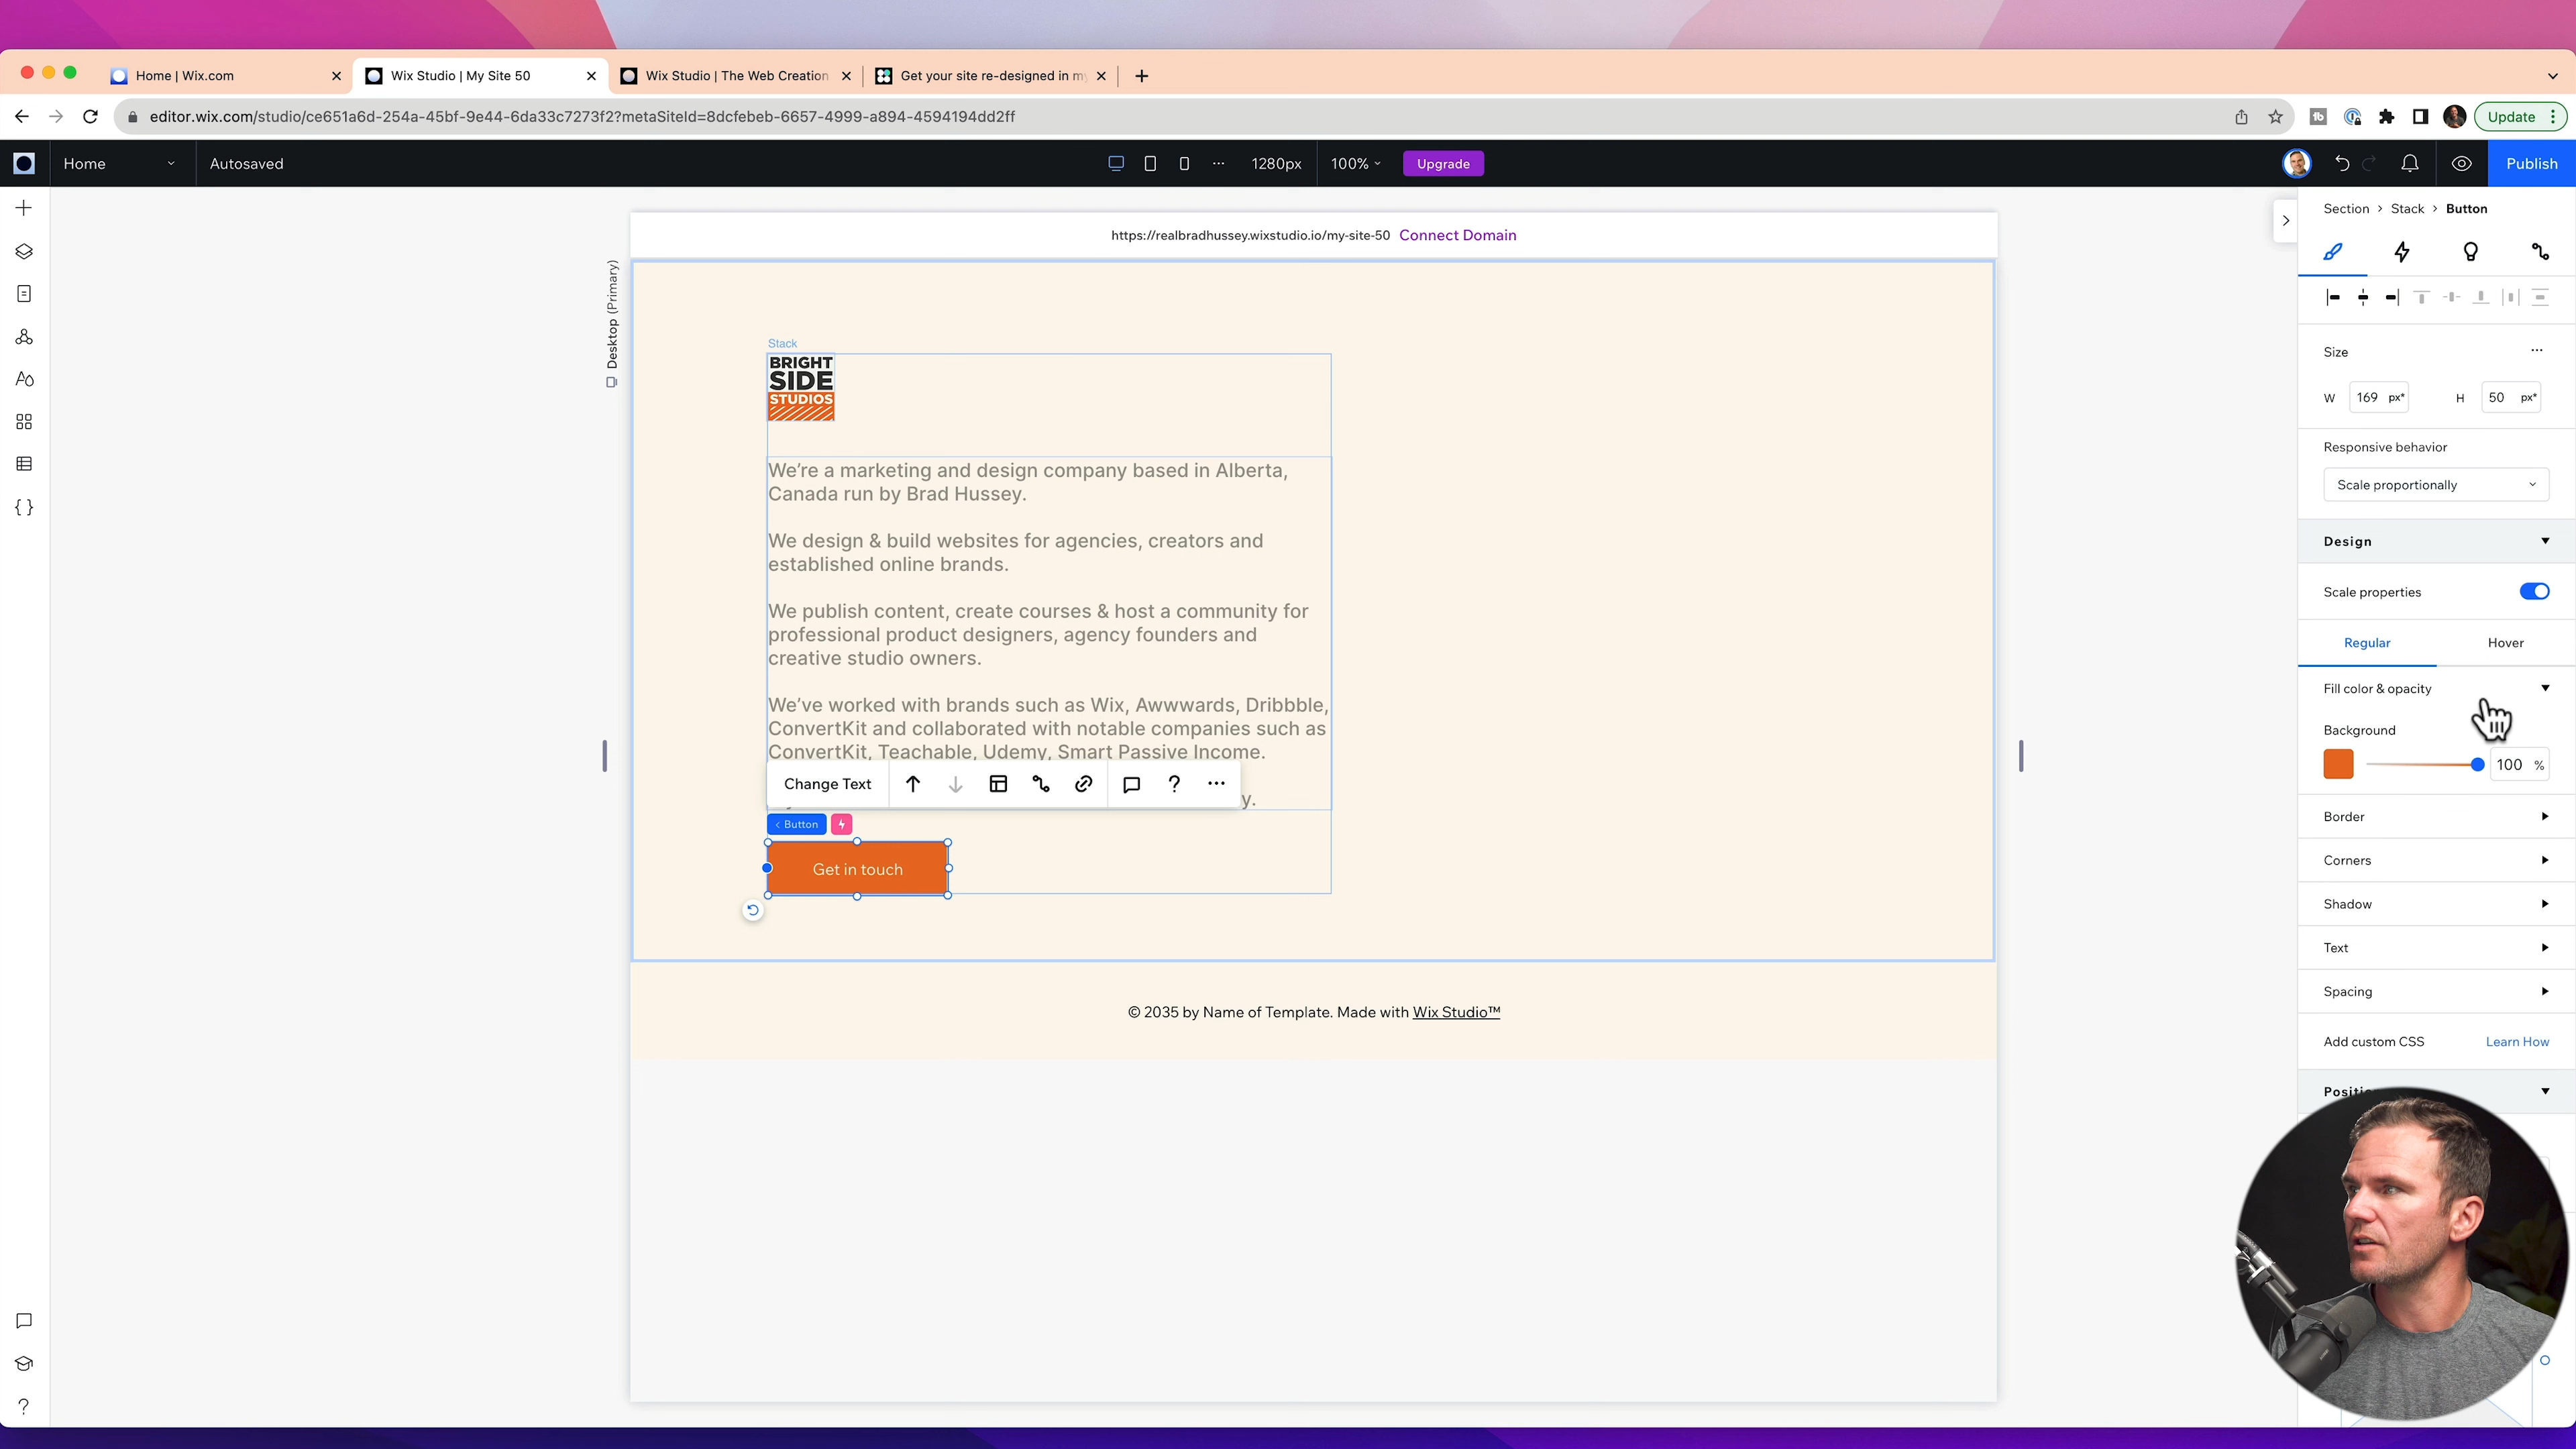 Home | Wix.com
Wix Studio | My Site 50
Wix Studio | The Web Creation
Get your site re-designed in my
editor.wix.com/studio/ce651a6d-254a-45bf-9e44-6da33c7273f2?metaSiteId=8dcfebeb-6657-4999-a894-4594194dd2ff
Update
Home
Autosaved
1280px
100%
Upgrade
Publish
https://realbradhussey.wixstudio.io/my-site-50 Connect Domain
Desktop (Primary)
Stack
BRIGHT
SIDE
STUDIOS
We're a marketing and design company based in Alberta,
Canada run by Brad Hussey.
We design & build websites for agencies, creators and
established online brands.
We publish content, create courses & host a community for
professional product designers, agency founders and
creative studio owners.
We've worked with brands such as Wix, Awwwards, Dribbble,
ConvertKit and collaborated with notable companies such as
ConvertKit, Teachable, Udemy, Smart Passive Income.
Change Text
?
y.
< Button
Get in touch
© 2035 by Name of Template. Made with Wix Studio™
Section > Stack > Button
Size
W 169 px* H 50 px*
Responsive behavior
Scale proportionally
Design
Scale properties
Regular
Hover
Fill color & opacity
Background
100 %
Border
Corners
Shadow
Text
Spacing
Add custom CSS
Learn How